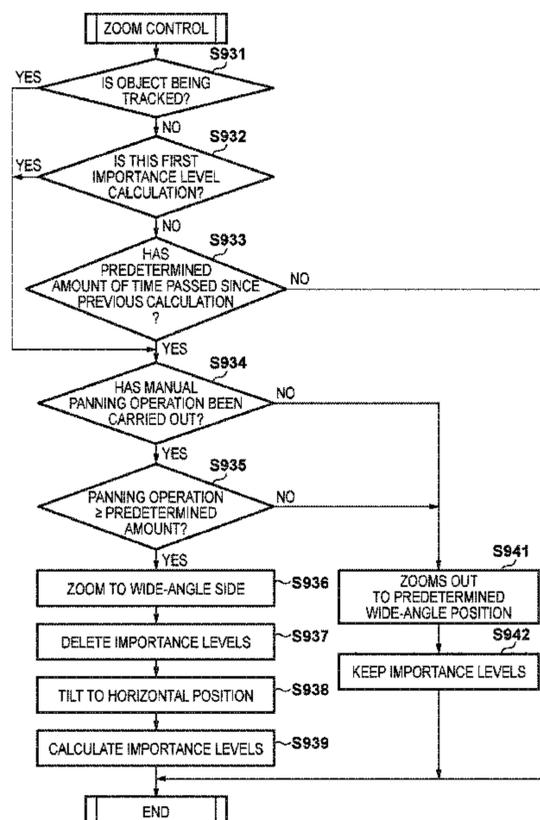 ZOOM CONTROL
S931
YES
IS OBJECT BEING
TRACKED?
NO
S932
YES
IS THIS FIRST
IMPORTANCE LEVEL
CALCULATION?
NO
S933
HAS
PREDETERMINED
AMOUNT OF TIME PASSED SINCE
PREVIOUS CALCULATION
?
NO
YES
S934
HAS MANUAL
PANNING OPERATION BEEN
CARRIED OUT?
NO
YES
S935
PANNING OPERATION
≥ PREDETERMINED
AMOUNT?
NO
YES
ZOOM TO WIDE-ANGLE SIDE
S936
DELETE IMPORTANCE LEVELS
S937
TILT TO HORIZONTAL POSITION
S938
CALCULATE IMPORTANCE LEVELS
S939
S941
ZOOMS OUT
TO PREDETERMINED
WIDE-ANGLE POSITION
S942
KEEP IMPORTANCE LEVELS
END